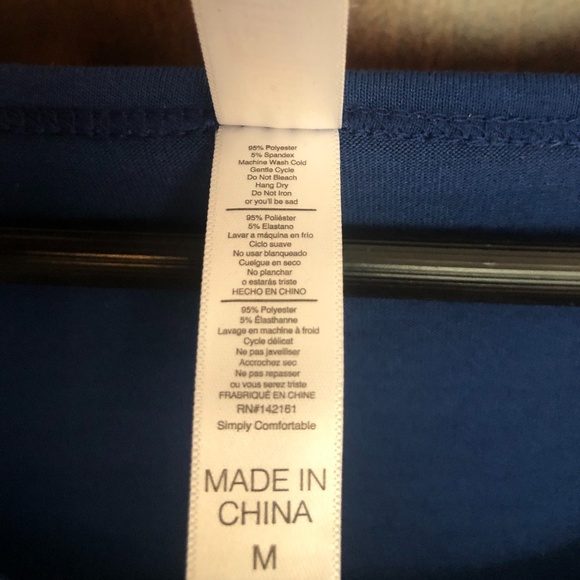 95% Polyester
5% Spandex
Machine Wash Cold
Gentle Cycle
Do Not Bleach
Hang Dry
Do Not Iron
or you'll be sad
95% Poliéster
5% Elastano
Lavar a máquina en frio
Ciclo suave
No usar blanqueado
Cuelgue en seco
No planchar
o estarás triste
HECHO EN CHINO
95% Polyester
5% Élasthanne
Lavage en machine à froid
Cycle délicat
Ne pas javelliser
Accrochez sec
Ne pas repasser
ou vous serez triste
FRABRIQUÉ EN CHINE
RN#142161
Simply Comfortable
MADE IN
CHINA
M